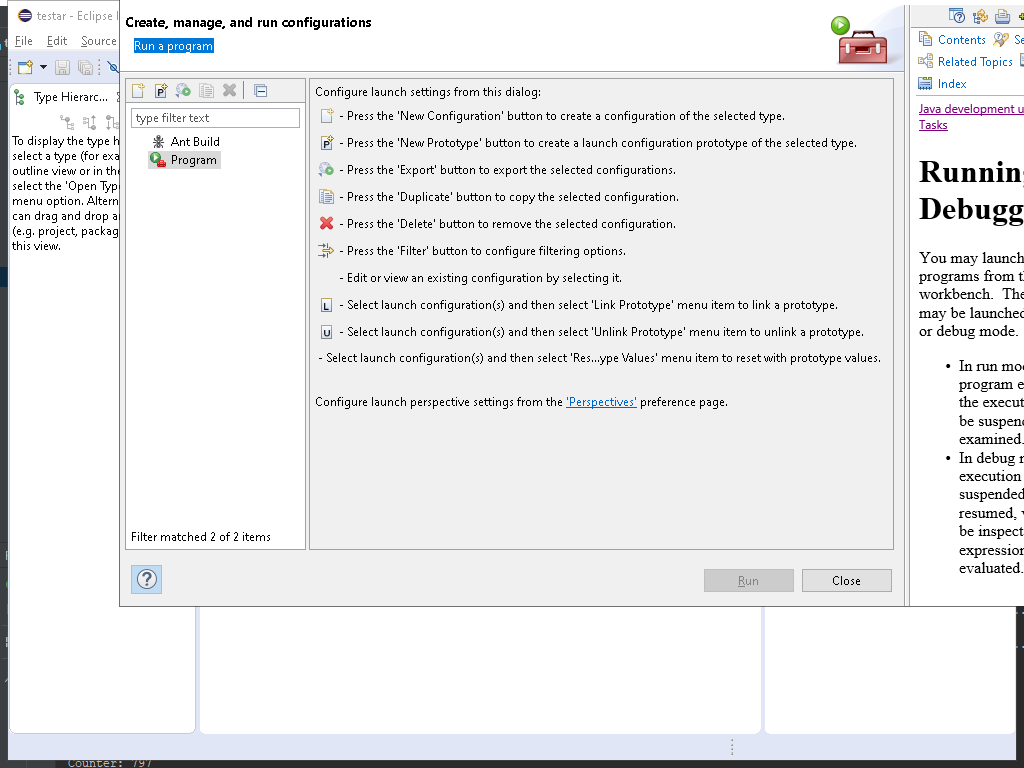 testar - Eclipse
File Edit Source
Type Hierarc...
To display the type h
select a type (for exa
outline view or in the
select the 'Open Typ
menu option. Altern
can drag and drop a
(e.g. project, packag
this view.
Create, manage, and run configurations
Run a program
type filter text
Ant Build
Program
Filter matched 2 of 2 items
Configure launch settings from this dialog:
- Press the 'New Configuration' button to create a configuration of the selected type.
P - Press the 'New Prototype' button to create a launch configuration prototype of the selected type.
- Press the 'Export' button to export the selected configurations.
- Press the 'Duplicate' button to copy the selected configuration.
- Press the 'Delete' button to remove the selected configuration.
- Press the 'Filter' button to configure filtering options.
- Edit or view an existing configuration by selecting it.
L - Select launch configuration(s) and then select 'Link Prototype' menu item to link a prototype.
U - Select launch configuration(s) and then select 'Unlink Prototype' menu item to unlink a prototype.
- Select launch configuration(s) and then select 'Res...ype Values' menu item to reset with prototype values.
Configure launch perspective settings from the 'Perspectives' preference page.
Run Close
Contents Se
Related Topics
Index
Java development u
Tasks
Running
Debugg
You may launch
programs from t
workbench. The
may be launched
or debug mode.
• In run mo
program e
the execut
be suspend
examined.
• In debug m
execution
suspended
resumed, v
be inspect
expression
evaluated.
Counter: 797